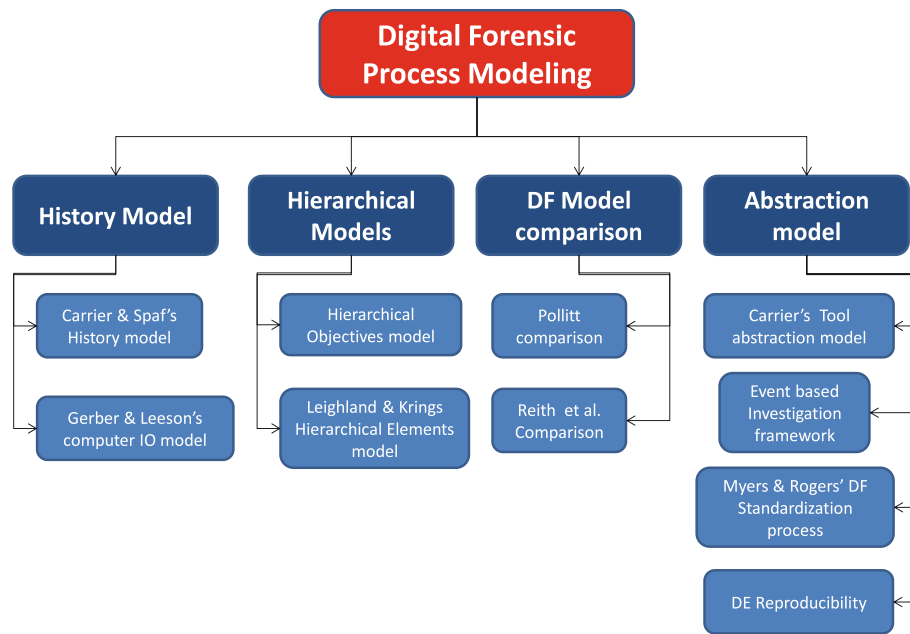 Digital Forensic
Process Modeling
History Model
Hierarchical
Models
DF Model
comparison
Abstraction
model
Carrier & Spaf's
History model
Gerber & Leeson's
computer IO model
Hierarchical
Objectives model
Leighland & Krings
Hierarchical Elements
model
Pollitt
comparison
Reith et al.
Comparison
Carrier's Tool
abstraction model
Event based
Investigation
framework
Myers & Rogers' DF
Standardization
process
DE Reproducibility